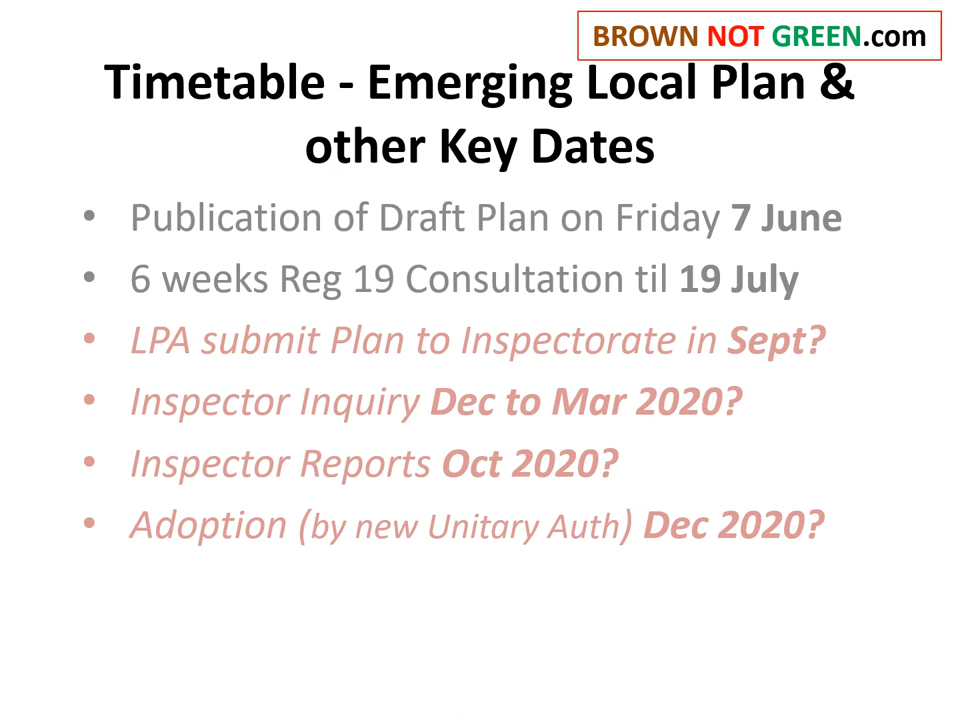 BROWN NOT GREEN.com
Timetable - Emerging Local Plan &
other Key Dates
• Publication of Draft Plan on Friday 7 June
• 6 weeks Reg 19 Consultation til 19 July
• LPA submit Plan to Inspectorate in Sept?
• Inspector Inquiry Dec to Mar 2020?
• Inspector Reports Oct 2020?
• Adoption (by new Unitary Auth) Dec 2020?